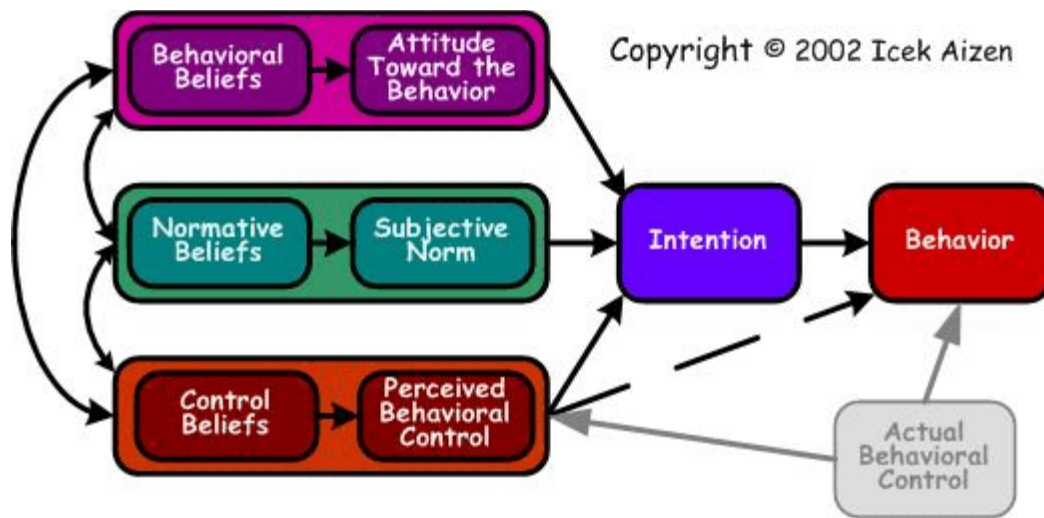 Behavioral
Beliefs
Attitude
Toward the
Behavior
Copyright © 2002 Icek Aizen
Normative
Beliefs
Subjective
Norm
Intention
Behavior
Control
Beliefs
Perceived
Behavioral
Control
Actual
Behavioral
Control